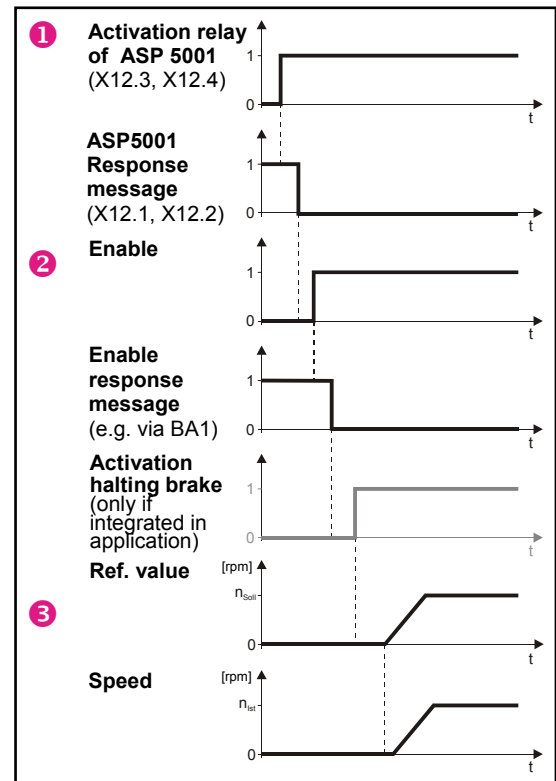 1
Activation relay
of ASP 5001
(X12.3, X12.4)
1
0
t
ASP5001
Response
message
(X12.1, X12.2)
1
0
t
2
Enable
1
0
t
Enable
response
message
(e.g. via BA1)
1
0
t
Activation
halting brake
(only if
integrated in
application)
1
0
t
3
Ref. value
[rpm]
nSoll
0
t
Speed
[rpm]
nIst
0
t